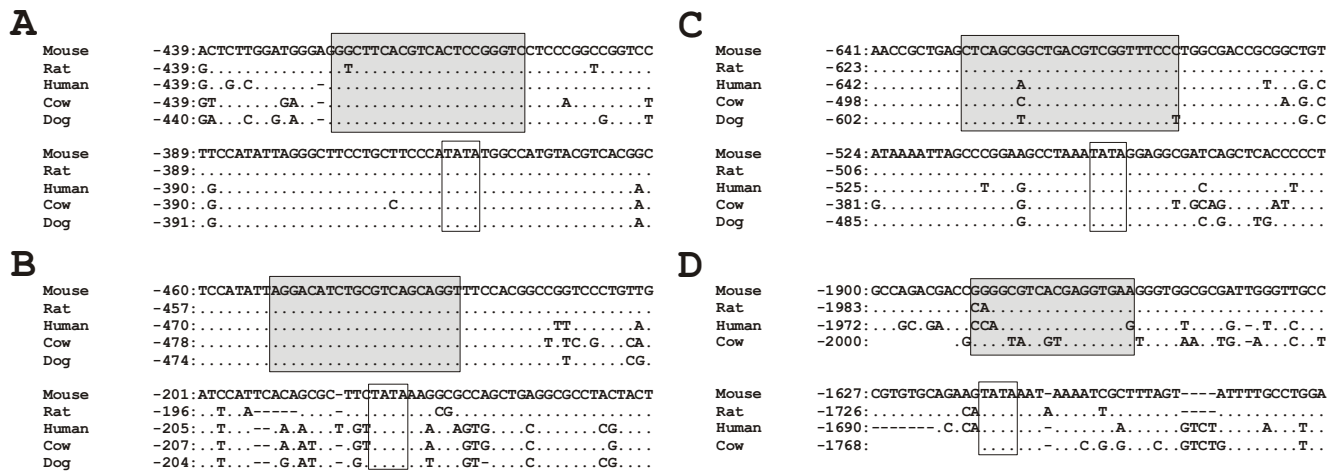 A
Mouse -439:ACTCTTGGATGGGAGGGCTTCACGTCACTCCGGGTCCTCCCGGCCGGTCC
Rat -439:G...............T..........................T......
Human -439:G..G.C.......-....................................
Cow -439:GT.......GA..-..........................A........T
Dog -440:GA...C.G.GA..-..............................G....T
Mouse -389:TTCCATATTAGGGCTTCCTGCTTCCCATATATGGCCATGTACGTCACGGC
Rat -389:..................................................
Human -390:.G..............................................A.
Cow -390:.G...................C..........................A.
Dog -391:.G..............................................A.
B
Mouse -460:TCCATATTAGGACATCTGCGTCAGCAGGTTTCCACGGCCGGTCCCTGTTG
Rat -457:..................................................
Human -470:.......................................TT.......A.
Cow -478:......................................T.TC.G...CA.
Dog -474:........................................T......CG.
Mouse -201:ATCCATTCACAGCGC-TTCTATAAAGGCGCCAGCTGAGGCGCCTACTACT
Rat -196:..T..A-----....-..........CG......................
Human -205:..T...--.A.A...T.GT......A..AGTG....C.......CG....
Cow -207:..T...--.A.AT..-.GT......A...GTG....C.......CG....
Dog -204:..T...--.G.AT..-.G.......T...GT-....C.......CG....
C
Mouse -641:AACCGCTGAGCTCAGCGGCTGACGTCGGTTTCCCTGGCGACCGCGGCTGT
Rat -623:..................................................
Human -642:................A..........................T...G.C
Cow -498:................C............................A.G.C
Dog -602:................T................T.............G.C
Mouse -524:ATAAAATTAGCCCGGAAGCCTAAATATAGGAGGCGATCAGCTCACCCCCT
Rat -506:..................................................
Human -525:............T...G...................C.........T...
Cow -381:G...............G................T.GCAG.....AT....
Dog -485:................G...................C.G...TG......
D
Mouse -1900:GCCAGACGACCGGGGCGTCACGAGGTGAAGGGTGGCGCGATTGGGTTGCC
Rat -1983:...........CA.....................................
Human -1972:...GC.GA...CCA..............G.....T....G.-.T..C...
Cow -2000:..........G....TA..GT........T....AA..TG.-A...C...T
Mouse -1627:CGTGTGCAGAAGTATAAAT-AAAATCGCTTTAGT----ATTTTGCCTGGA
Rat -1726:..........CA.......A.....T........----............
Human -1690:-------.C.CA.......-.......A......GTCT.....A...T..
Cow -1768:...................-...C.G.G...C..GTCTG........T..